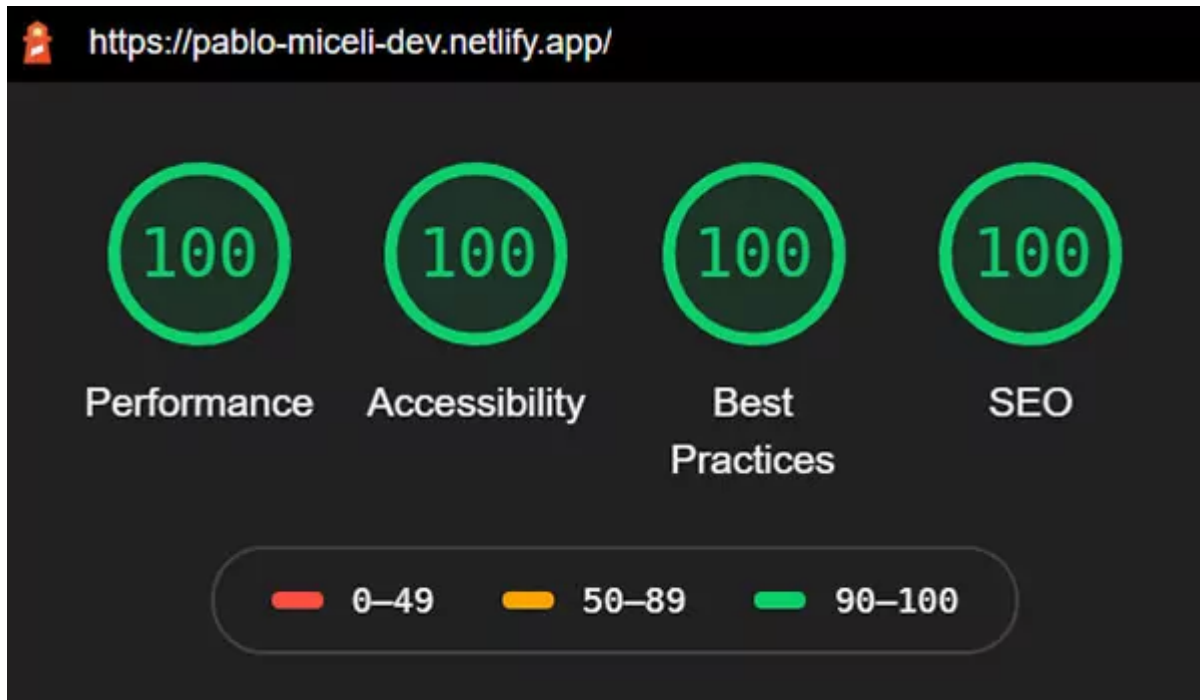 https://pablo-miceli-dev.netlify.app/
100 100 100 100
Performance Accessibility Best SEO
Practices
0–49 50–89 90–100